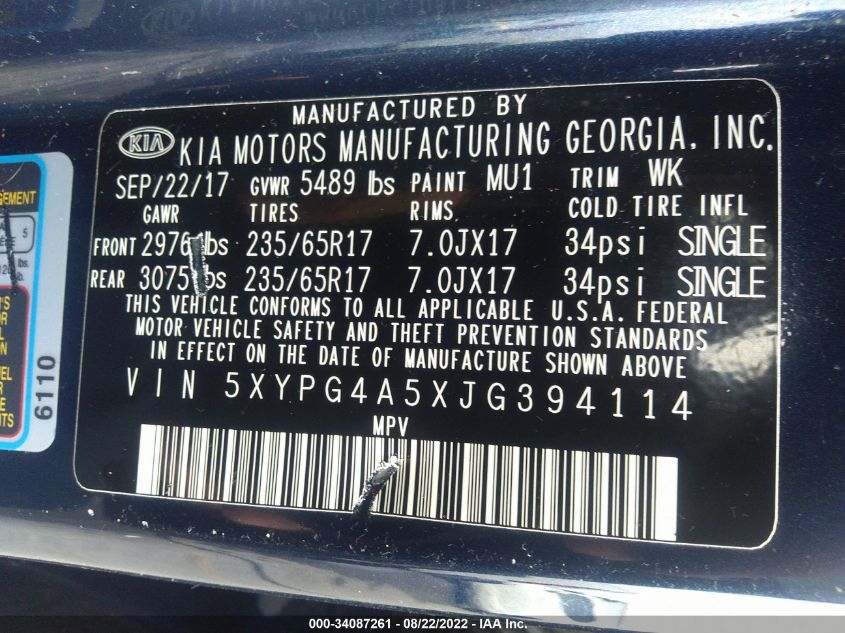 MANUFACTURED BY
KIA KIA MOTORS MANUFACTURING GEORGIA, INC.
SEP/22/17 GVWR 5489 lbs PAINT MU1 TRIM WK
GAWR TIRES RIMS COLD TIRE INFL
FRONT 2976 lbs 235/65R17 7.0JX17 34psi SINGLE
REAR 3075 lbs 235/65R17 7.0JX17 34psi SINGLE
THIS VEHICLE CONFORMS TO ALL APPLICABLE U.S.A. FEDERAL
MOTOR VEHICLE SAFETY AND THEFT PREVENTION STANDARDS
IN EFFECT ON THE DATE OF MANUFACTURE SHOWN ABOVE
VIN 5XYPG4A5XJG394114
MPV
6110
000-34087261 - 08/22/2022 - IAA Inc.